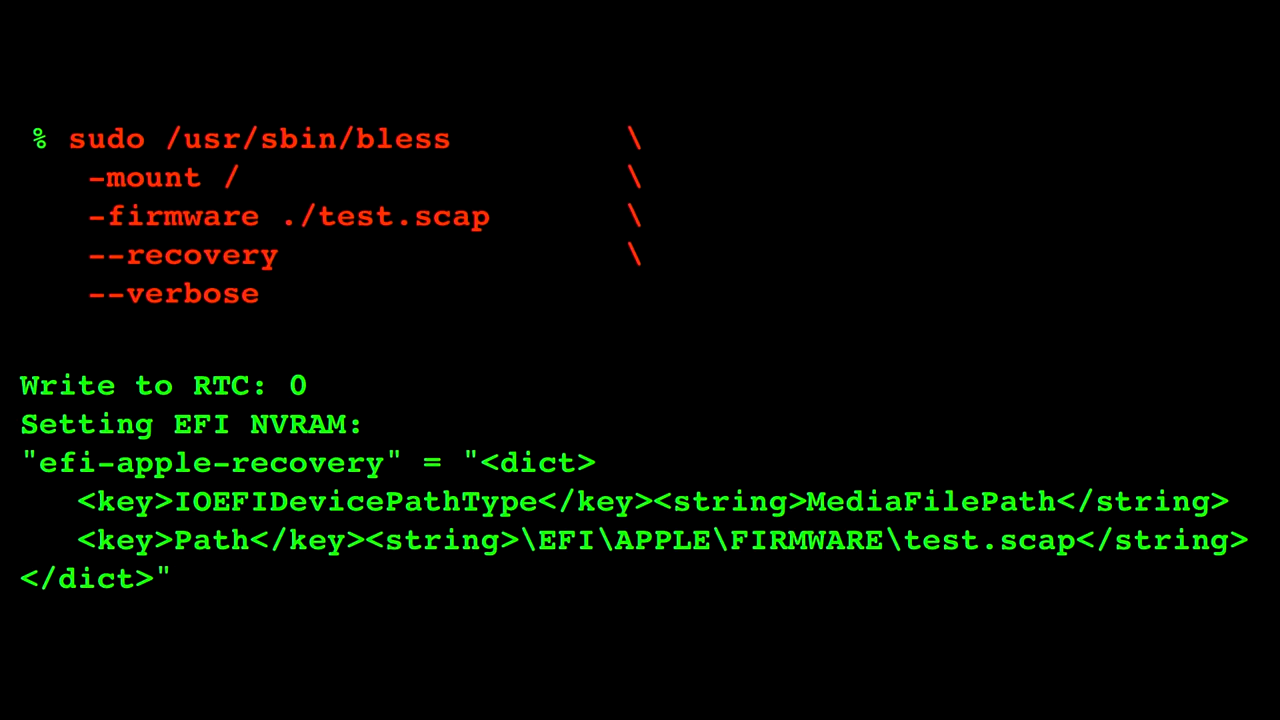 % sudo /usr/sbin/bless \
-mount / \
-firmware ./test.scap \
--recovery \
--verbose
Write to RTC: 0
Setting EFI NVRAM:
"efi-apple-recovery" = "<dict>
<key>IOEFIDevicePathType</key><string>MediaFilePath</string>
<key>Path</key><string>\EFI\APPLE\FIRMWARE\test.scap</string>
</dict>"